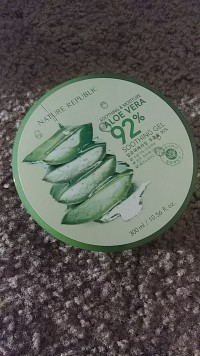 NATURE REPUBLIC
SOOTHING & MOISTURE
ALOE VERA
92%
SOOTHING GEL
300 ml / 10.56 fl. oz.